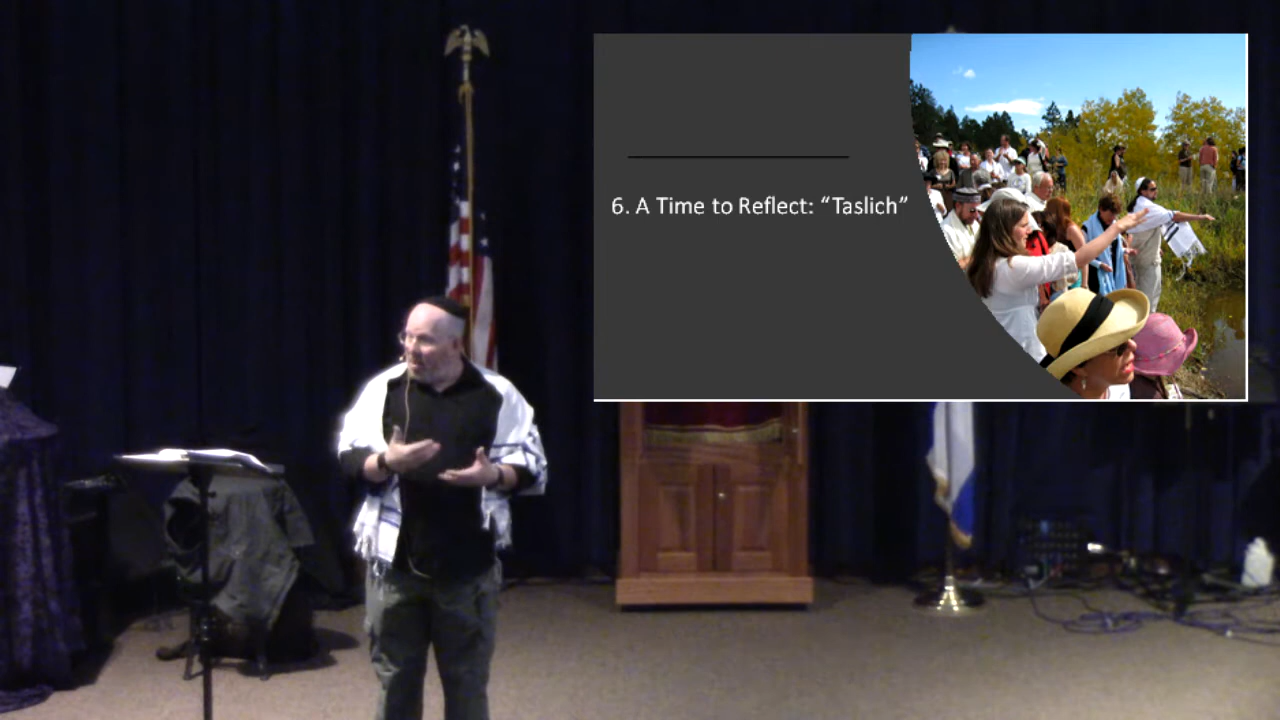 6. A Time to Reflect: “Taslich”